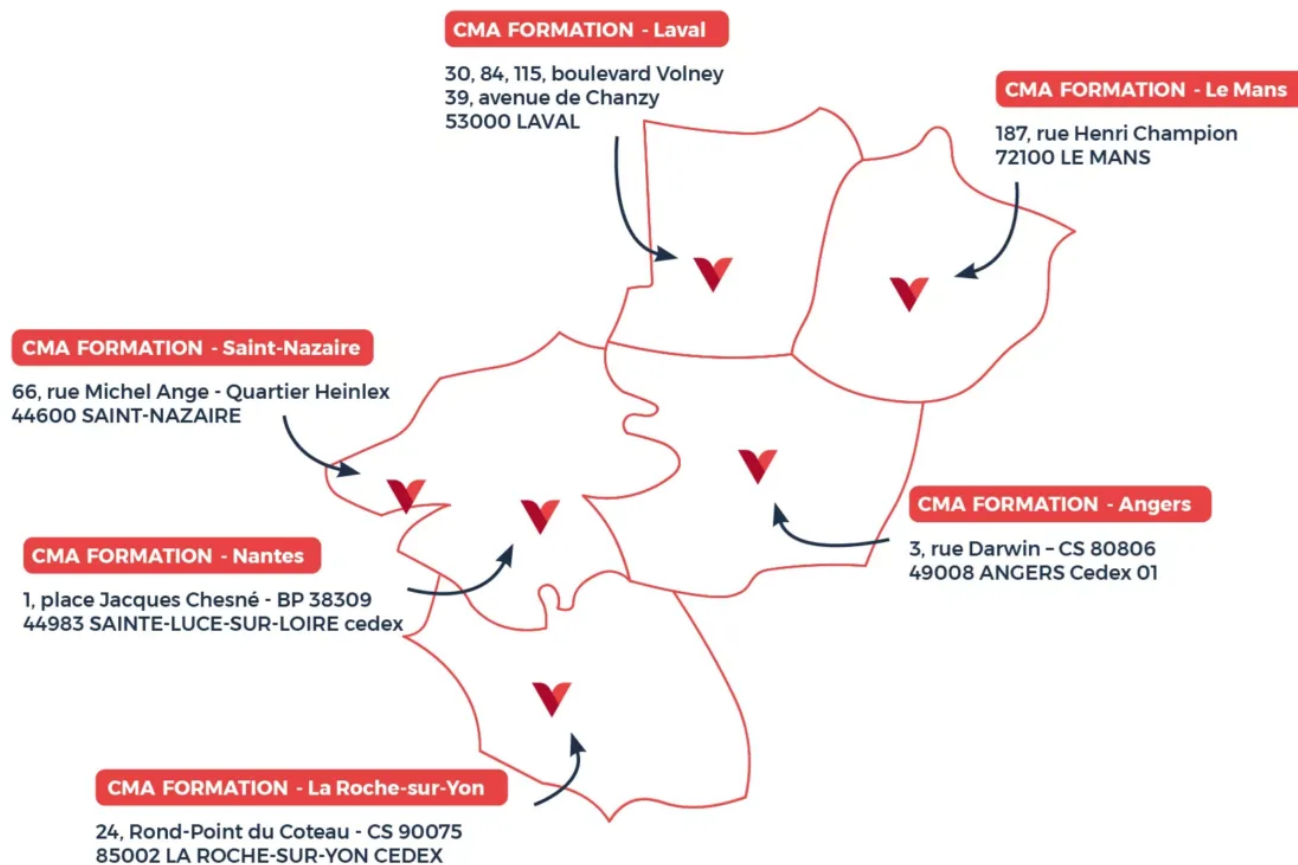 CMA FORMATION - Laval
30, 84, 115, boulevard Volney
39, avenue de Chanzy
53000 LAVAL
CMA FORMATION - Le Mans
187, rue Henri Champion
72100 LE MANS
CMA FORMATION - Saint-Nazaire
66, rue Michel Ange - Quartier Heinlex
44600 SAINT-NAZAIRE
CMA FORMATION - Angers
3, rue Darwin – CS 80806
49008 ANGERS Cedex 01
CMA FORMATION - Nantes
1, place Jacques Chesné - BP 38309
44983 SAINTE-LUCE-SUR-LOIRE cedex
CMA FORMATION - La Roche-sur-Yon
24, Rond-Point du Coteau - CS 90075
85002 LA ROCHE-SUR-YON CEDEX